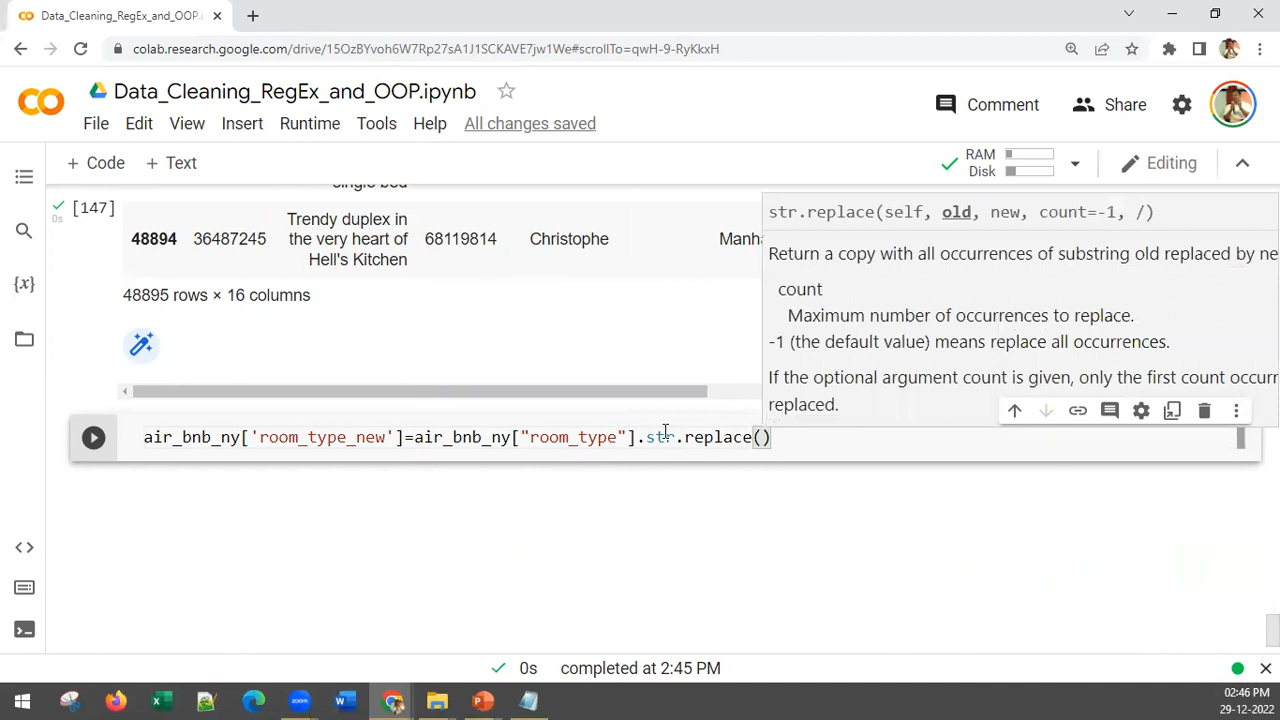 Data_Cleaning_RegEx_and_OOP.
colab.research.google.com/drive/15OzBYvoh6W7Rp27sA1J1SCKAVE7jw1We#scrollTo=qwH-9-RyKkxH
Data_Cleaning_RegEx_and_OOP.ipynb
Comment
Share
File Edit View Insert Runtime Tools Help All changes saved
+ Code + Text
RAM
Disk
Editing
single bed
[147]
0s
48894 36487245 Trendy duplex in the very heart of Hell's Kitchen 68119814 Christophe Manha
48895 rows × 16 columns
str.replace(self, old, new, count=-1, /)
Return a copy with all occurrences of substring old replaced by ne
count
Maximum number of occurrences to replace.
-1 (the default value) means replace all occurrences.
If the optional argument count is given, only the first count occurr
replaced.
air_bnb_ny['room_type_new']=air_bnb_ny["room_type"].str.replace()
0s completed at 2:45 PM
02:46 PM
29-12-2022